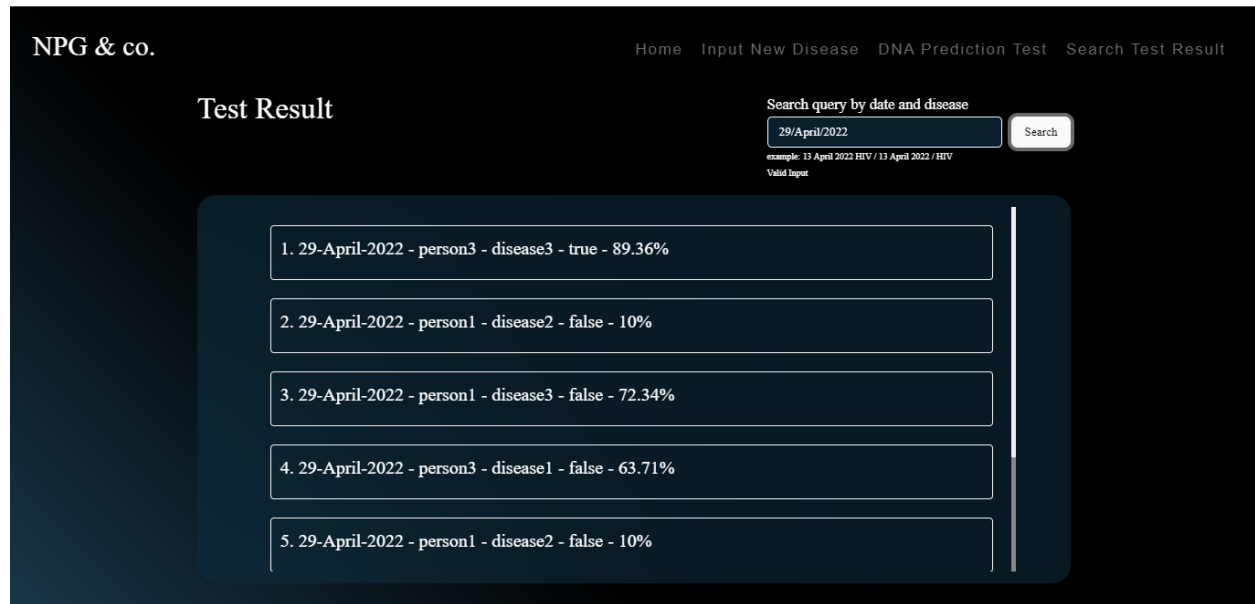 NPG & co.
Home Input New Disease DNA Prediction Test Search Test Result
Test Result
Search query by date and disease
29/April/2022
Search
example: 13 April 2022 HIV / 13 April 2022 / HIV
Valid Input
1. 29-April-2022 - person3 - disease3 - true - 89.36%
2. 29-April-2022 - person1 - disease2 - false - 10%
3. 29-April-2022 - person1 - disease3 - false - 72.34%
4. 29-April-2022 - person3 - disease1 - false - 63.71%
5. 29-April-2022 - person1 - disease2 - false - 10%